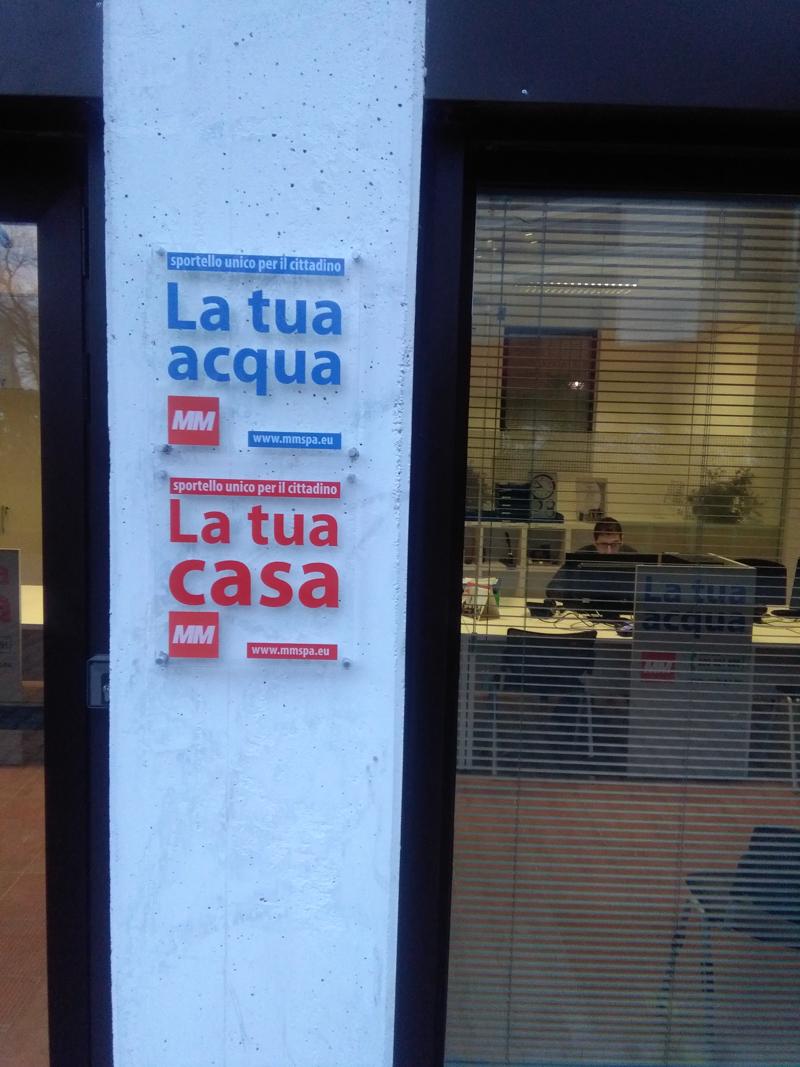 sportello unico per il cittadino
La tua
acqua
MM
www.mmspa.eu
sportello unico per il cittadino
La tua
casa
MM
www.mmspa.eu
La tua
acqua
MM